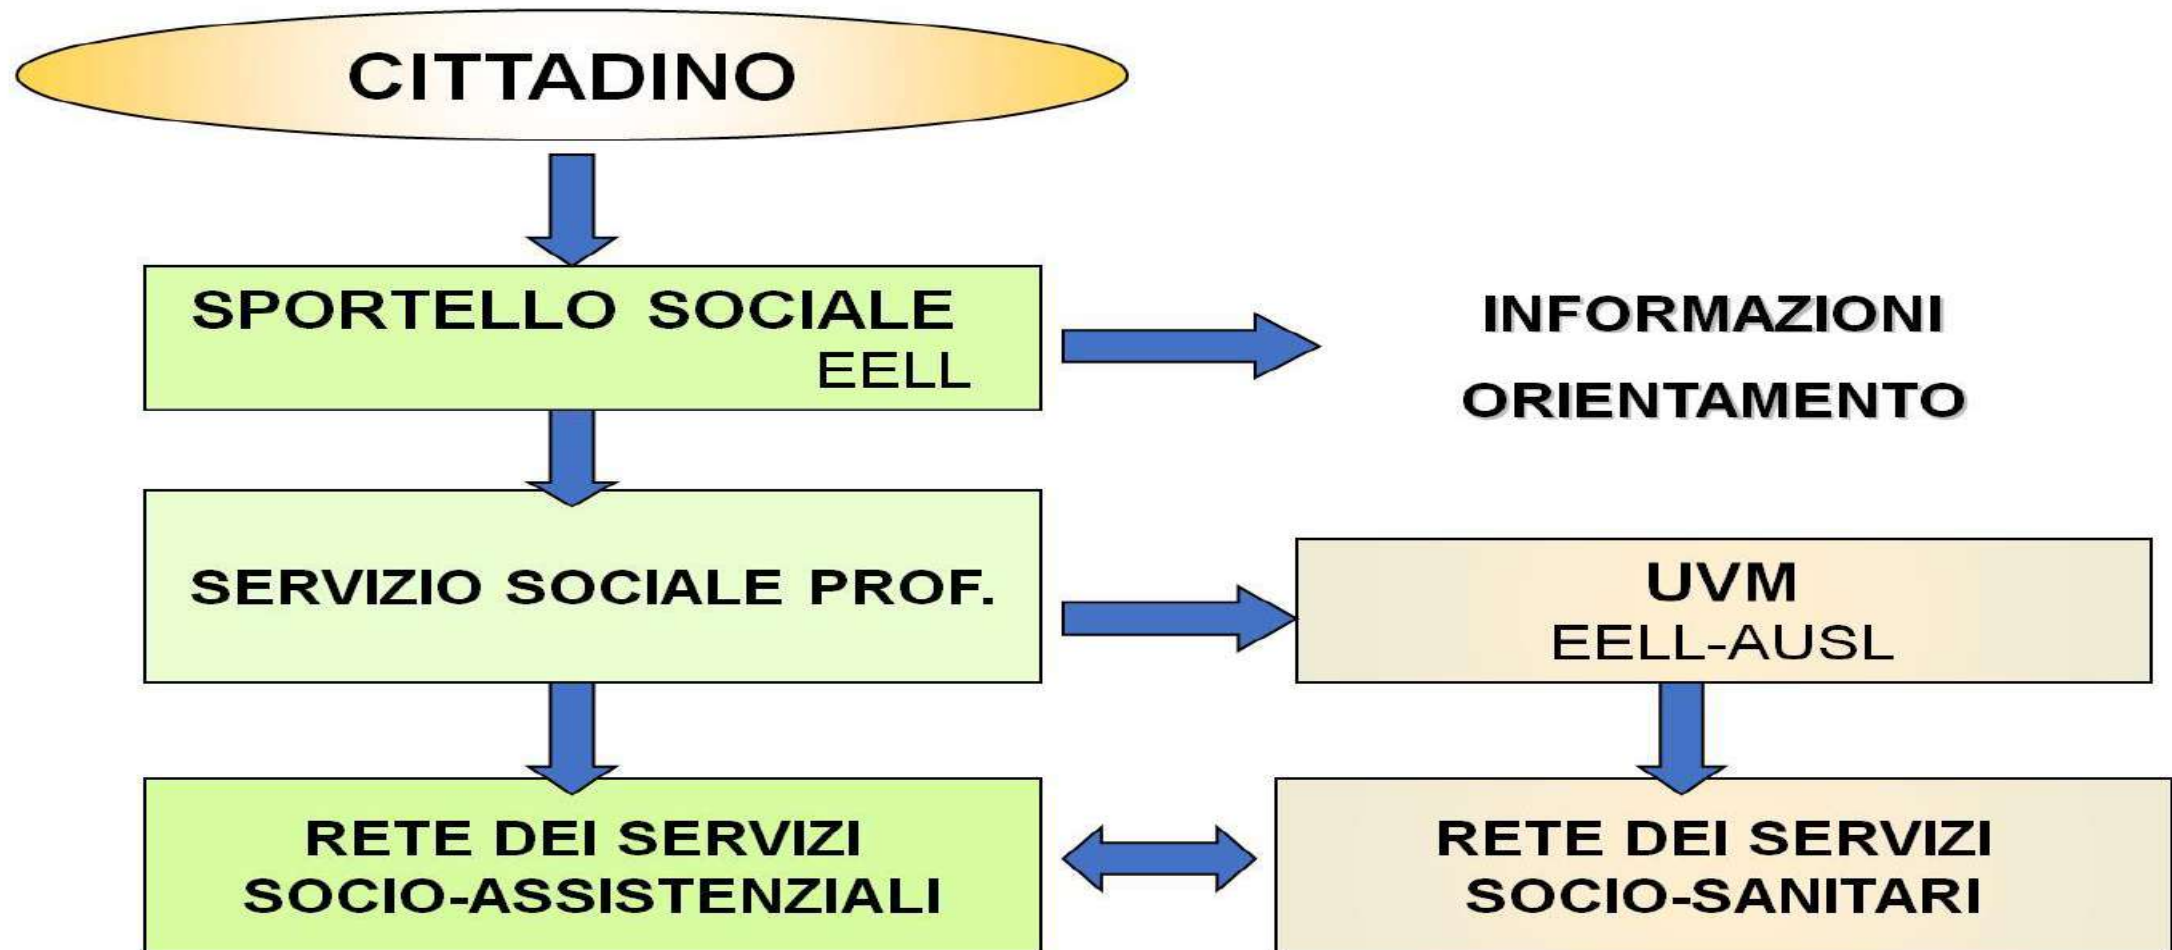 CITTADINO
SPORTELLO SOCIALE
EELL
INFORMAZIONI
ORIENTAMENTO
SERVIZIO SOCIALE PROF.
UVM
EELL-AUSL
RETE DEI SERVIZI
SOCIO-ASSISTENZIALI
RETE DEI SERVIZI
SOCIO-SANITARI